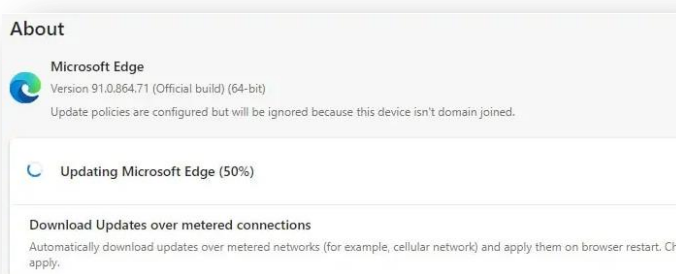 About
Microsoft Edge
Version 91.0.864.71 (Official build) (64-bit)
Update policies are configured but will be ignored because this device isn't domain joined.
Updating Microsoft Edge (50%)
Download Updates over metered connections
Automatically download updates over metered networks (for example, cellular network) and apply them on browser restart. Ch
apply.